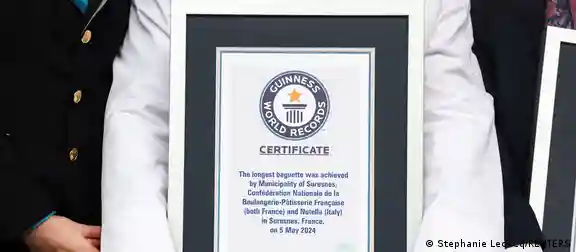 GUINNESS
WORLD RECORDS
CERTIFICATE
The longest baguette was achieved
by Municipality of Suresnes,
Confédération Nationale de la
Boulangerie-Pâtisserie Française
(both France) and Nutella (Italy)
in Suresnes, France,
on 5 May 2024
Stephanie Lecocq/REUTERS